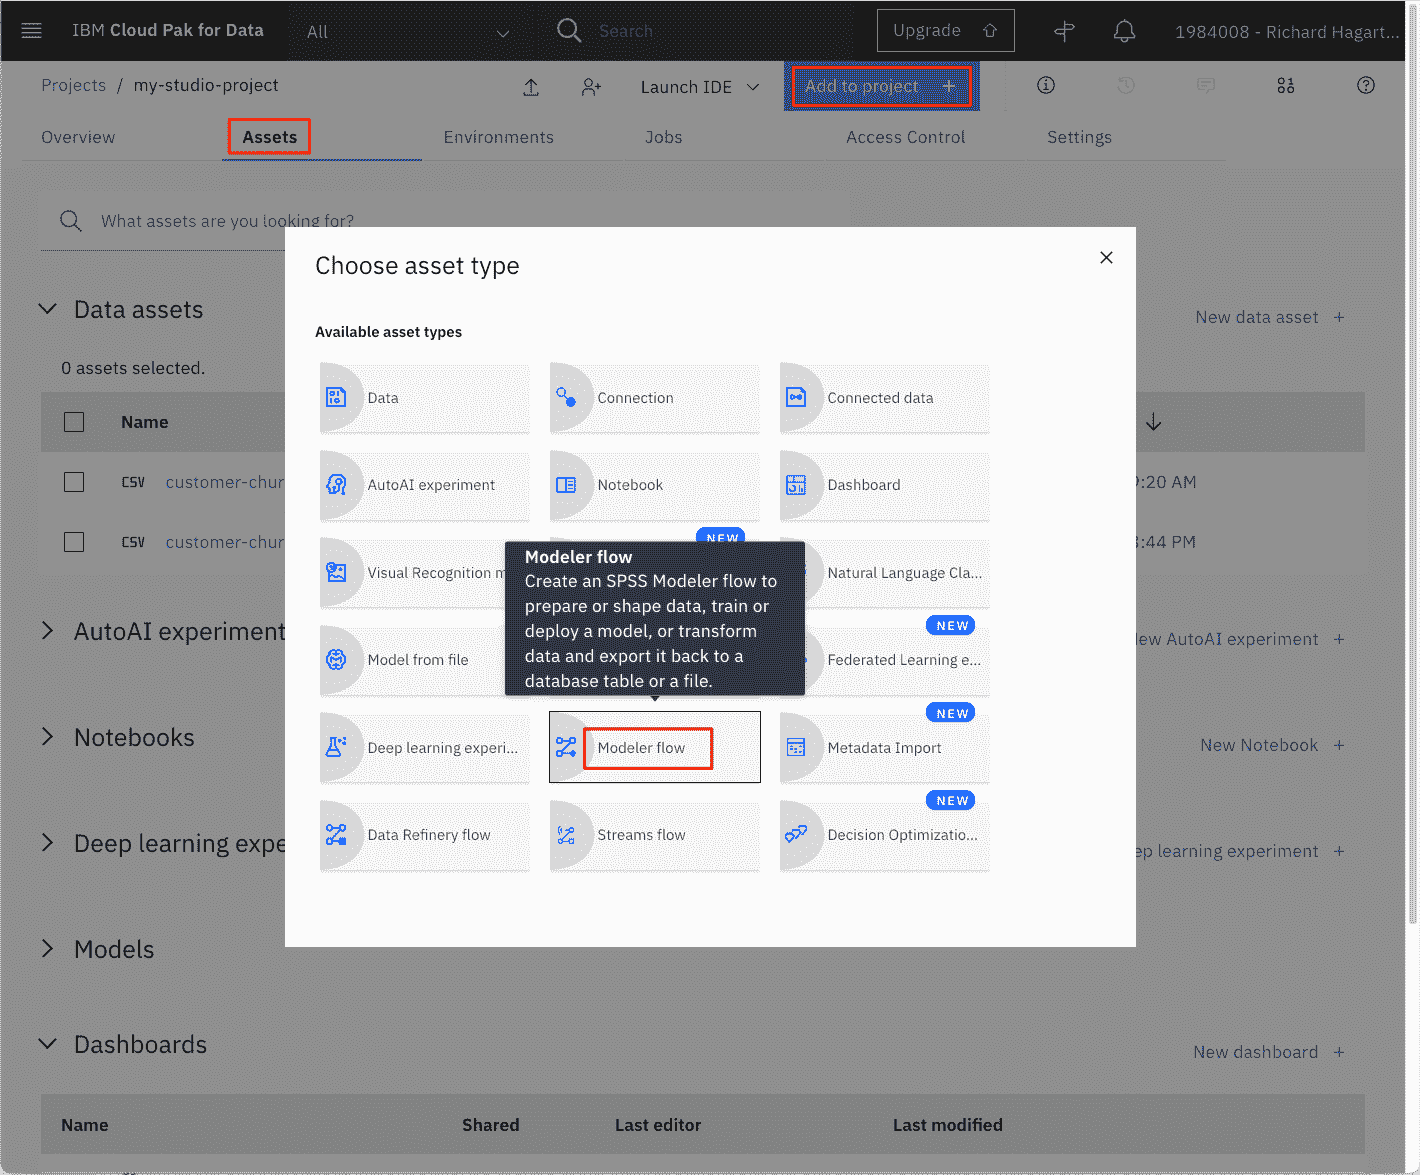 IBM Cloud Pak for Data
All
Search
Upgrade
1984008 - Richard Hagart...
Projects / my-studio-project
Launch IDE
Add to project +
Overview
Assets
Environments
Jobs
Access Control
Settings
What assets are you looking for?
Choose asset type
Available asset types
Data assets
New data asset +
0 assets selected.
Name
CSV customer-chur
9:20 AM
CSV customer-chur
:44 PM
Data
Connection
Connected data
AutoAI experiment
Notebook
Dashboard
NEW
Visual Recognition m
Natural Language Cla...
Modeler flow
Create an SPSS Modeler flow to
prepare or shape data, train or
deploy a model, or transform
data and export it back to a
database table or a file.
NEW
Model from file
Federated Learning e...
NEW
Deep learning experi...
Modeler flow
Metadata Import
NEW
Data Refinery flow
Streams flow
Decision Optimizatio...
AutoAI experiment
New AutoAI experiment +
Notebooks
New Notebook +
Deep learning expe
ep learning experiment +
Models
Dashboards
New dashboard +
Name
Shared
Last editor
Last modified